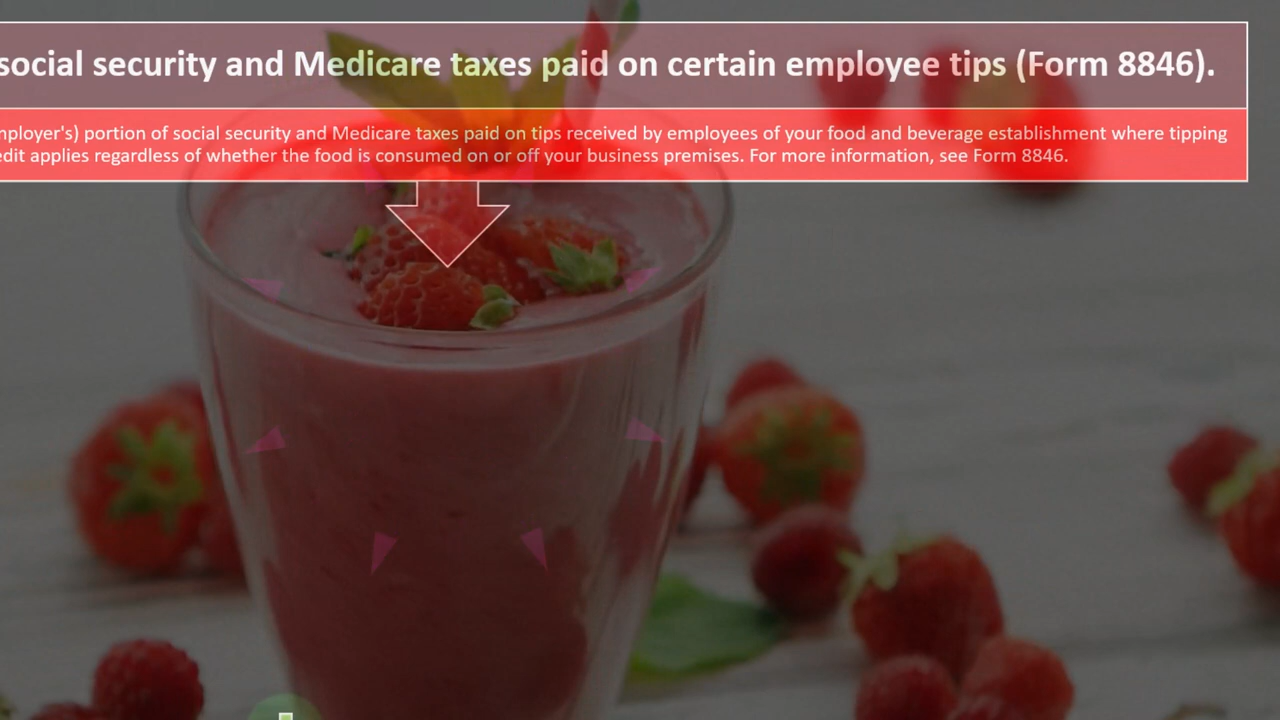 social security and Medicare taxes paid on certain employee tips (Form 8846).
mployer's) portion of social security and Medicare taxes paid on tips received by employees of your food and beverage establishment where tipping
edit applies regardless of whether the food is consumed on or off your business premises. For more information, see Form 8846.